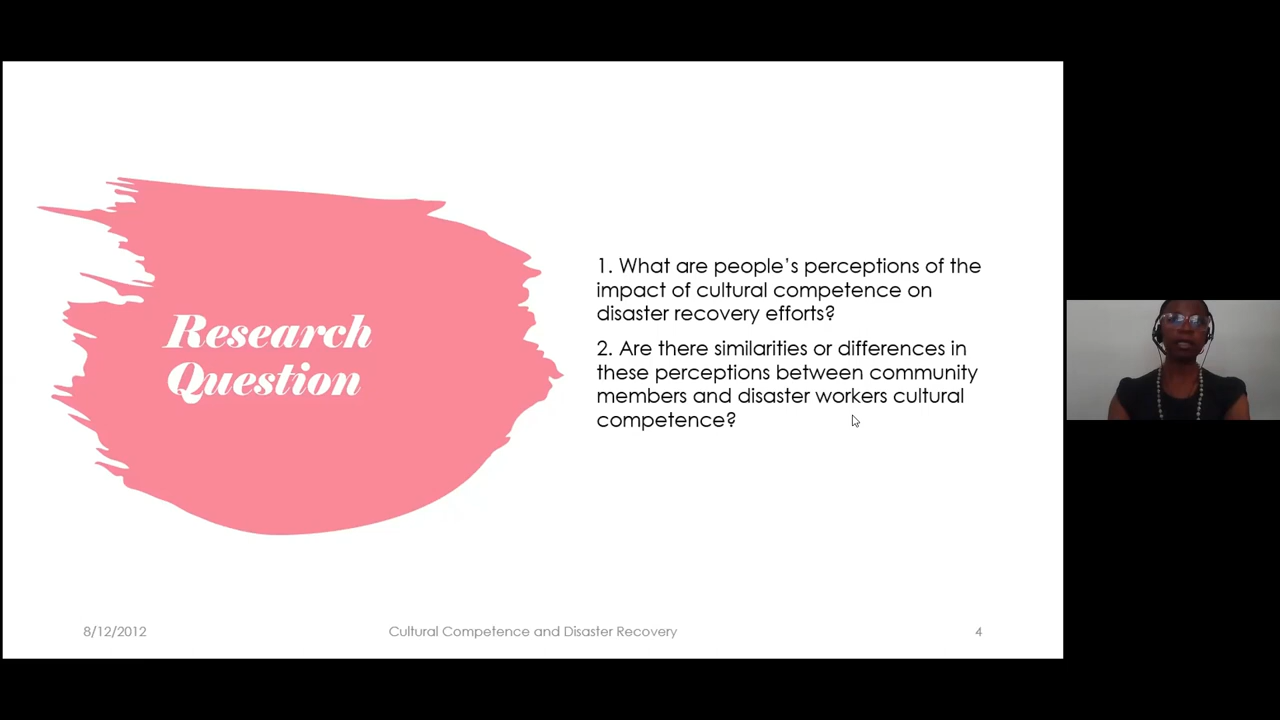 Research
Question
1. What are people’s perceptions of the
impact of cultural competence on
disaster recovery efforts?
2. Are there similarities or differences in
these perceptions between community
members and disaster workers cultural
competence?
8/12/2012
Cultural Competence and Disaster Recovery
4